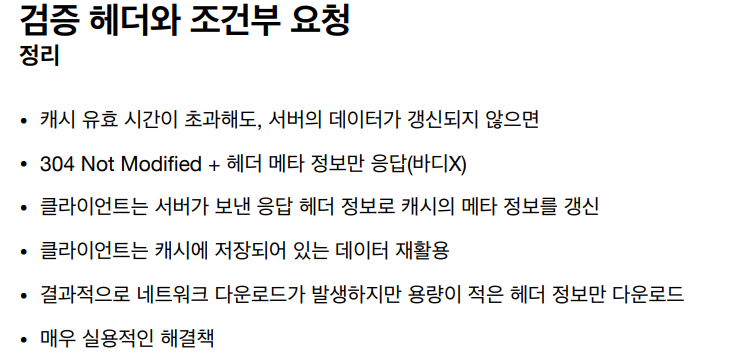 검증 헤더와 조건부 요청
정리
• 캐시 유효 시간이 초과해도, 서버의 데이터가 갱신되지 않으면
• 304 Not Modified + 헤더 메타 정보만 응답(바디X)
• 클라이언트는 서버가 보낸 응답 헤더 정보로 캐시의 메타 정보를 갱신
• 클라이언트는 캐시에 저장되어 있는 데이터 재활용
• 결과적으로 네트워크 다운로드가 발생하지만 용량이 적은 헤더 정보만 다운로드
• 매우 실용적인 해결책